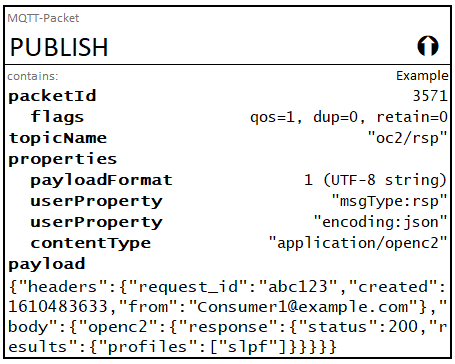 MQTT-Packet
PUBLISH
contains: Example
packetId 3571
flags qos=1, dup=0, retain=0
topicName "oc2/rsp"
properties
payloadFormat 1 (UTF-8 string)
userProperty "msgType:rsp"
userProperty "encoding:json"
contentType "application/openc2"
payload
{"headers":{"request_id":"abc123","created":
1610483633,"from":"Consumer1@example.com"},"
body":{"openc2":{"response":{"status":200,"r
esults":{"profiles":["slpf"]}}}}}